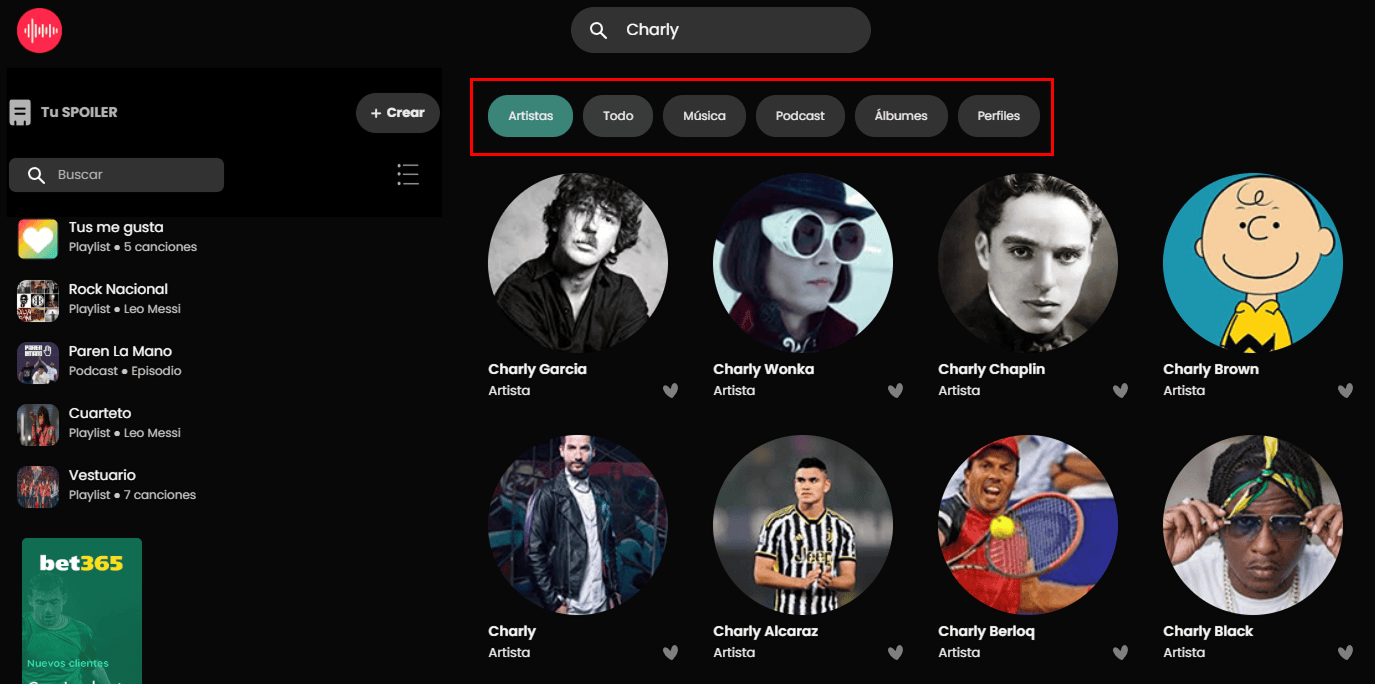 Charly
Tu SPOILER
+ Crear
Buscar
Tus me gusta
Playlist • 5 canciones
Rock Nacional
Playlist • Leo Messi
Paren La Mano
Podcast • Episodio
Cuarteto
Playlist • Leo Messi
Vestuario
Playlist • 7 canciones
bet365
Nuevos clientes
Artistas Todo Música Podcast Álbumes Perfiles
Charly Garcia Charly Wonka Charly Chaplin Charly Brown
Artista Artista Artista Artista
Jeep
Charly Charly Alcaraz Charly Berloq Charly Black
Artista Artista Artista Artista